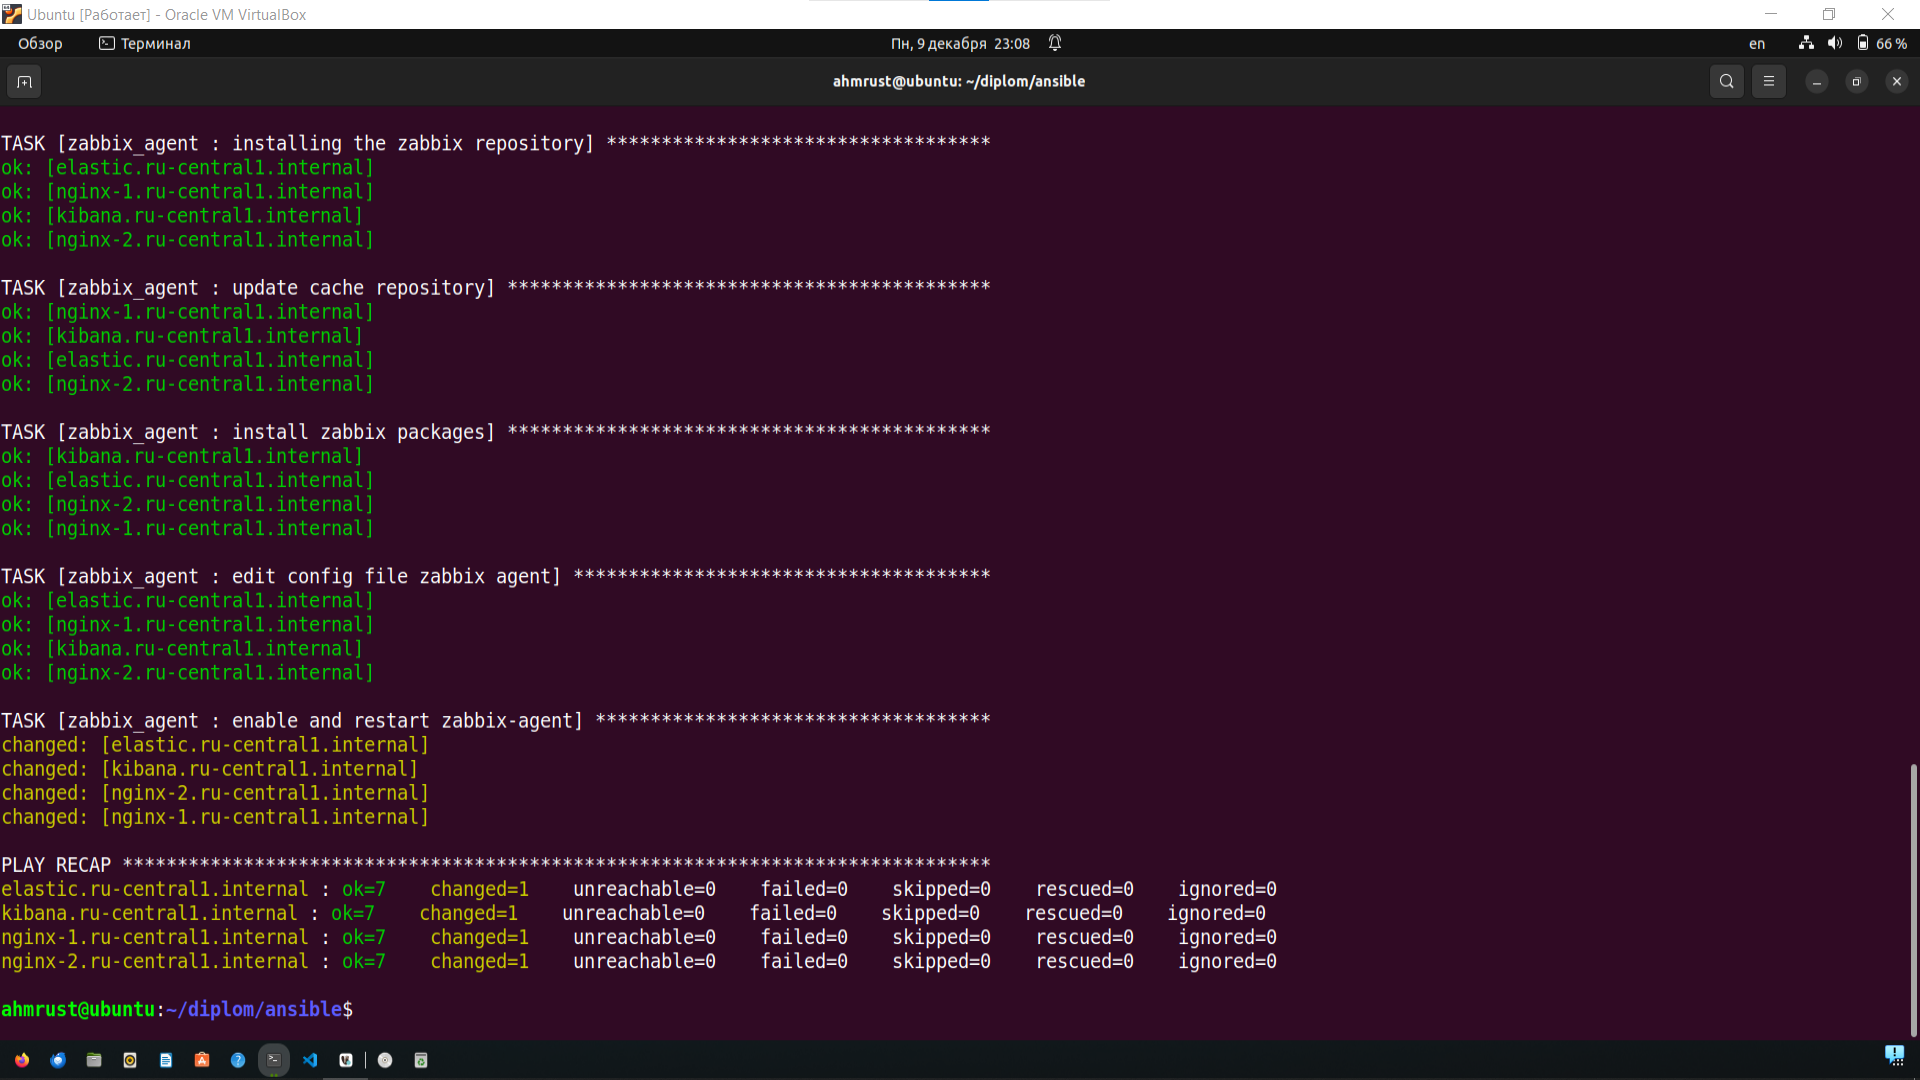 Ubuntu [Работает] - Oracle VM VirtualBox
Обзор Терминал Пн, 9 декабря 23:08 en 66 %
ahmrust@ubuntu: ~/diplom/ansible
TASK [zabbix_agent : installing the zabbix repository] ***********************************
ok: [elastic.ru-central1.internal]
ok: [nginx-1.ru-central1.internal]
ok: [kibana.ru-central1.internal]
ok: [nginx-2.ru-central1.internal]
TASK [zabbix_agent : update cache repository] ********************************************
ok: [nginx-1.ru-central1.internal]
ok: [kibana.ru-central1.internal]
ok: [elastic.ru-central1.internal]
ok: [nginx-2.ru-central1.internal]
TASK [zabbix_agent : install zabbix packages] ********************************************
ok: [kibana.ru-central1.internal]
ok: [elastic.ru-central1.internal]
ok: [nginx-2.ru-central1.internal]
ok: [nginx-1.ru-central1.internal]
TASK [zabbix_agent : edit config file zabbix agent] **************************************
ok: [elastic.ru-central1.internal]
ok: [nginx-1.ru-central1.internal]
ok: [kibana.ru-central1.internal]
ok: [nginx-2.ru-central1.internal]
TASK [zabbix_agent : enable and restart zabbix-agent] ************************************
changed: [elastic.ru-central1.internal]
changed: [kibana.ru-central1.internal]
changed: [nginx-2.ru-central1.internal]
changed: [nginx-1.ru-central1.internal]
PLAY RECAP *******************************************************************************
elastic.ru-central1.internal : ok=7    changed=1    unreachable=0    failed=0    skipped=0    rescued=0    ignored=0
kibana.ru-central1.internal : ok=7    changed=1    unreachable=0    failed=0    skipped=0    rescued=0    ignored=0
nginx-1.ru-central1.internal : ok=7    changed=1    unreachable=0    failed=0    skipped=0    rescued=0    ignored=0
nginx-2.ru-central1.internal : ok=7    changed=1    unreachable=0    failed=0    skipped=0    rescued=0    ignored=0
ahmrust@ubuntu:~/diplom/ansible$